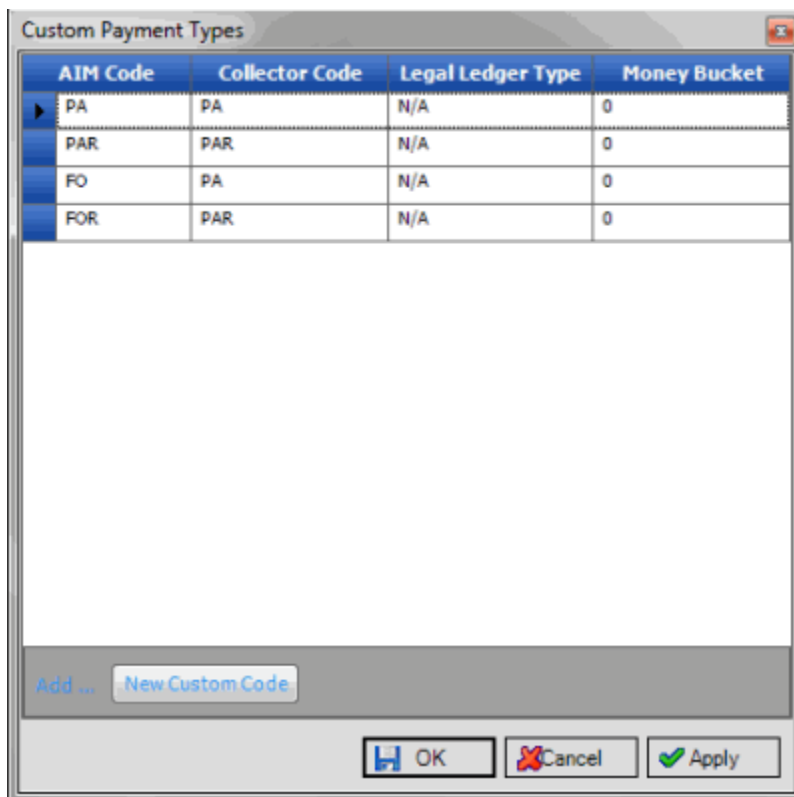 Custom Payment Types
AIM Code Collector Code Legal Ledger Type Money Bucket
PA PA N/A 0
PAR PAR N/A 0
FO PA N/A 0
FOR PAR N/A 0
Add ... New Custom Code
OK Cancel Apply